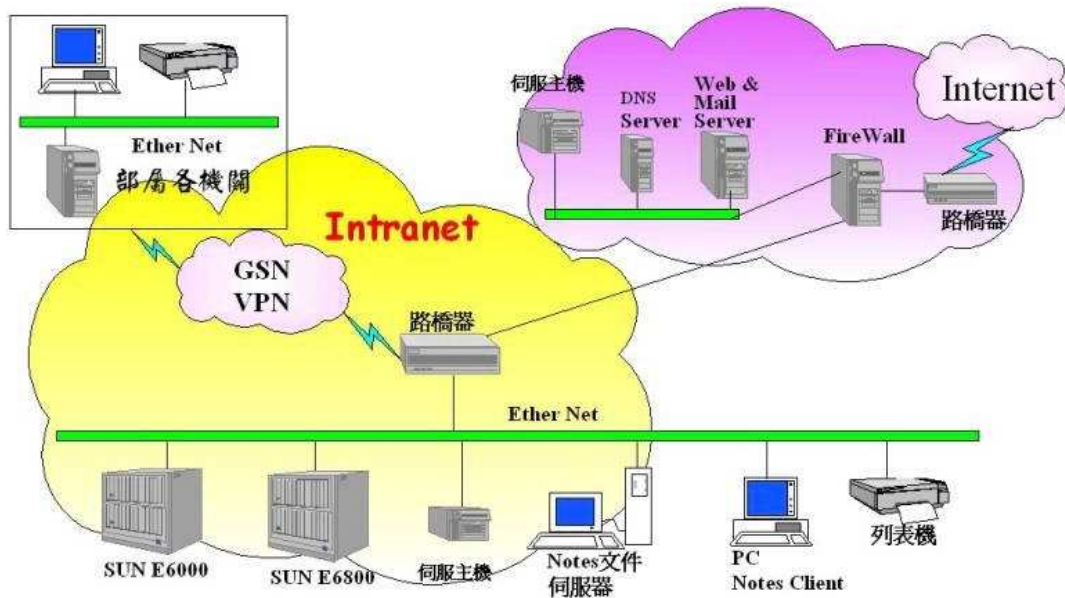 Ether Net
部屬各機關
Intranet
GSN
VPN
路橋器
伺服主機
DNS
Server
Web &
Mail
Server
FireWall
Internet
路橋器
Ether Net
SUN E6000
SUN E6800
伺服主機
Notes文件
伺服器
PC
Notes Client
列表機